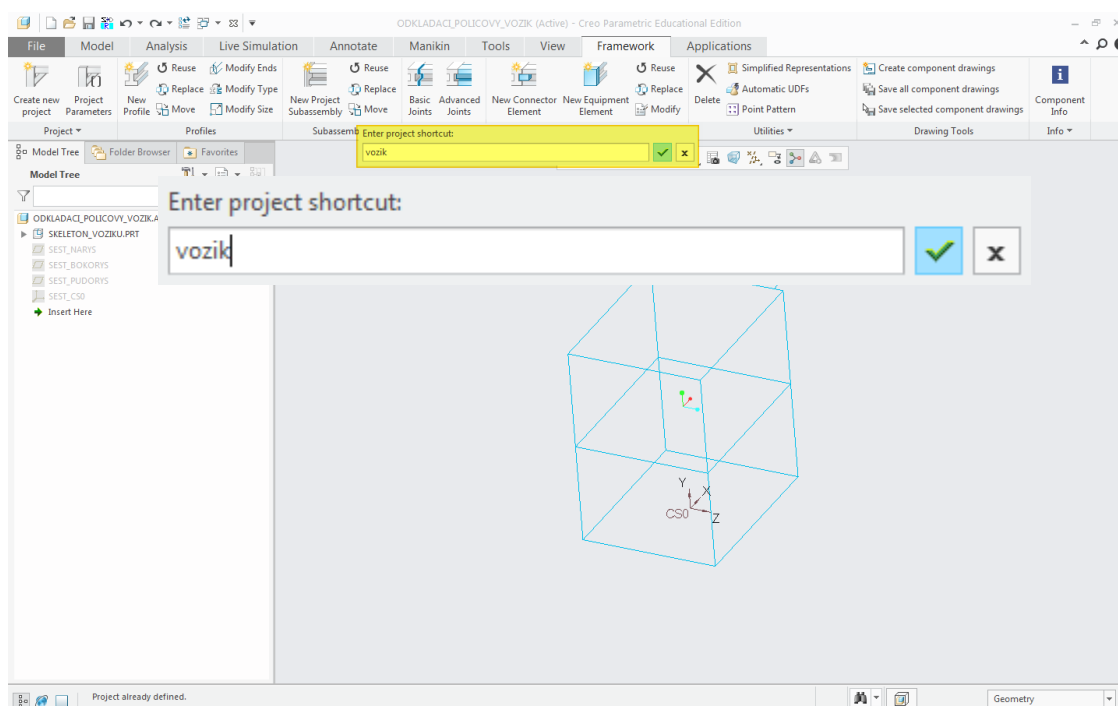 ODKLADACI_POLICOVY_VOZIK (Active) - Creo Parametric Educational Edition
File Model Analysis Live Simulation Annotate Manikin Tools View Framework Applications
Create new project
Project Parameters
New Profile
Reuse
Replace
Move
Modify Ends
Modify Type
Modify Size
New Project Subassembly
Reuse
Replace
Move
Basic Joints
Advanced Joints
New Connector Element
New Equipment Element
Reuse
Replace
Modify
Delete
Simplified Representations
Automatic UDFs
Point Pattern
Create component drawings
Save all component drawings
Save selected component drawings
Component Info
Project Profiles Subassemb Utilities Drawing Tools Info
Enter project shortcut:
vozik
Model Tree Folder Browser Favorites
Model Tree
Enter project shortcut:
vozik
ODKLADACI_POLICOVY_VOZIK.A
SKELETON_VOZIKU.PRT
SEST_NARYS
SEST_BOKORYS
SEST_PUDORYS
SEST_CS0
Insert Here
Y
X
CS0
Z
Project already defined.
Geometry